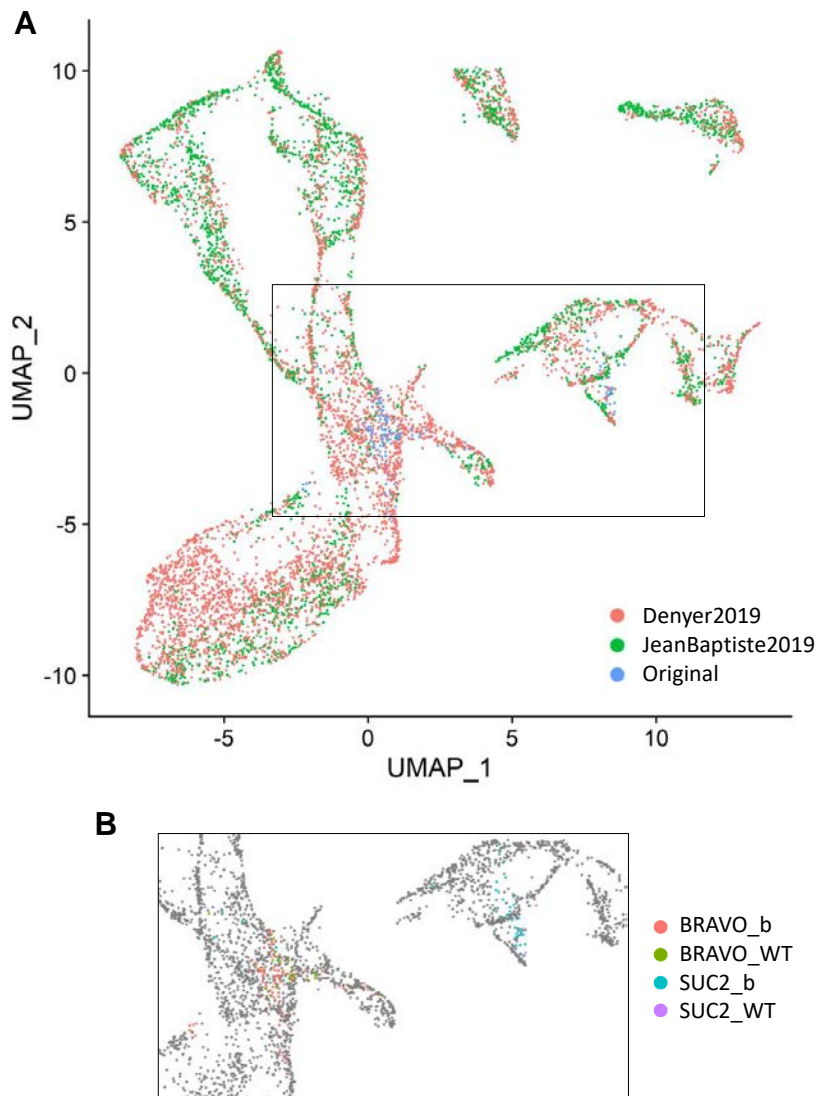 A
10
5
0
-5
-10
UMAP_2
-5
0
5
10
UMAP_1
Denyer2019
JeanBaptiste2019
Original
B
BRAVO_b
BRAVO_WT
SUC2_b
SUC2_WT